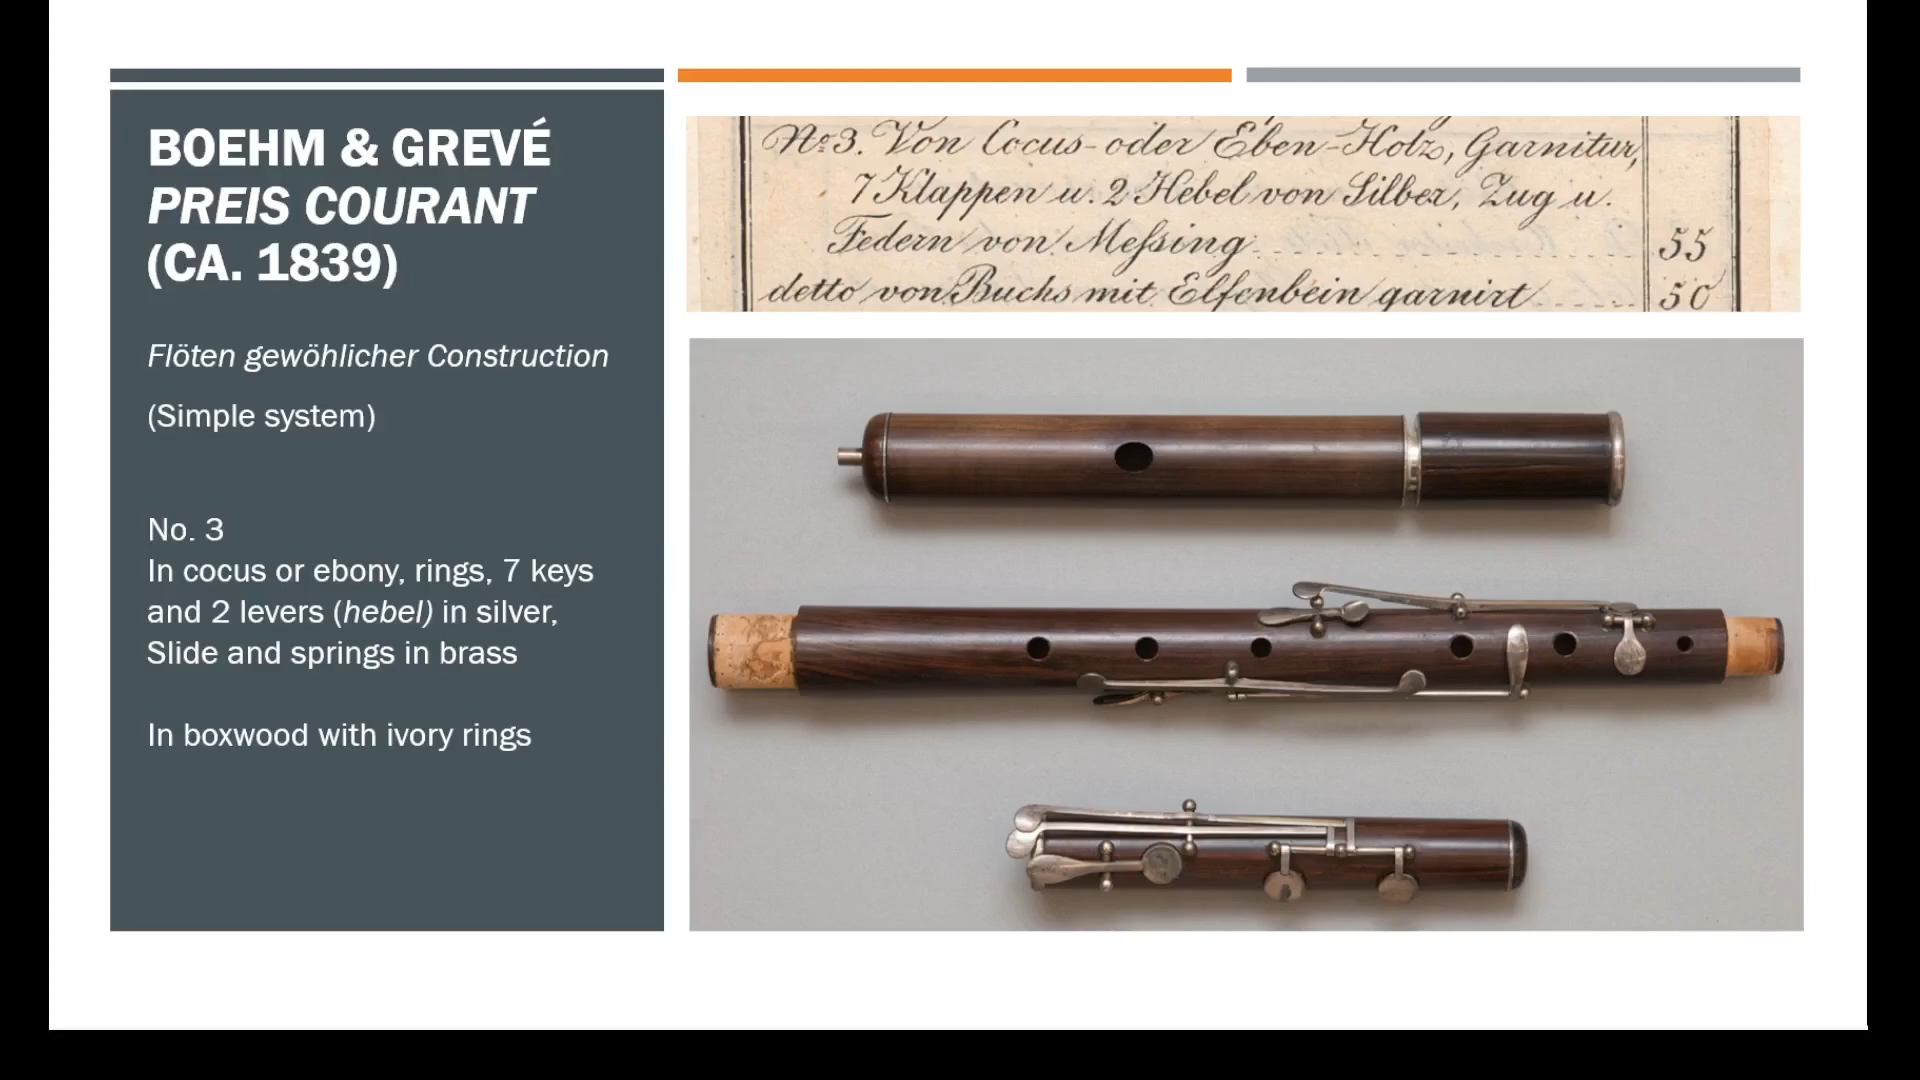 BOEHM & GREVÉ
PREIS COURANT
(CA. 1839)
Flöten gewöhlicher Construction
(Simple system)
No. 3
In cocus or ebony, rings, 7 keys
and 2 levers (hebel) in silver,
Slide and springs in brass
In boxwood with ivory rings
No 3. Von Cocus- oder Eben-Holz, Garnitur,
7 Klappen u. 2 Hebel von Silber, Zug u.
Federn von Meſsing 55
detto von Buchs mit Elfenbein garnirt 50